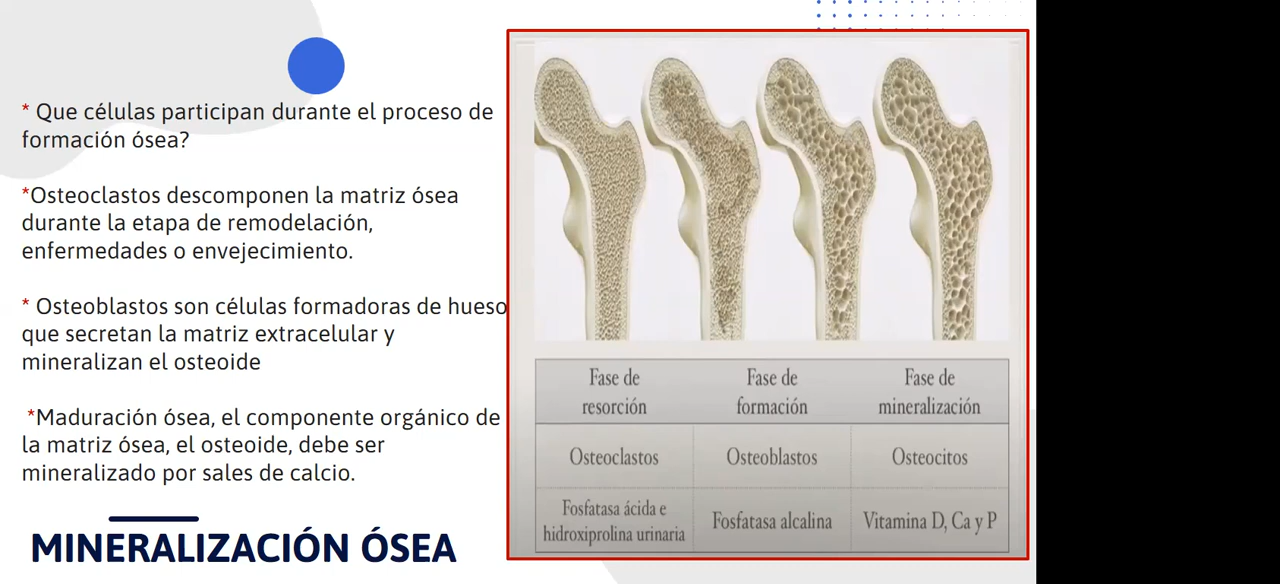 * Que células participan durante el proceso de
formación ósea?
*Osteoclastos descomponen la matriz ósea
durante la etapa de remodelación,
enfermedades o envejecimiento.
* Osteoblastos son células formadoras de hueso
que secretan la matriz extracelular y
mineralizan el osteoide
*Maduración ósea, el componente orgánico de
la matriz ósea, el osteoide, debe ser
mineralizado por sales de calcio.
MINERALIZACIÓN ÓSEA
Fase de
resorción
Fase de
formación
Fase de
mineralización
Osteoclastos
Osteoblastos
Osteocitos
Fosfatasa ácida e
hidroxiprolina urinaria
Fosfatasa alcalina
Vitamina D, Ca y P